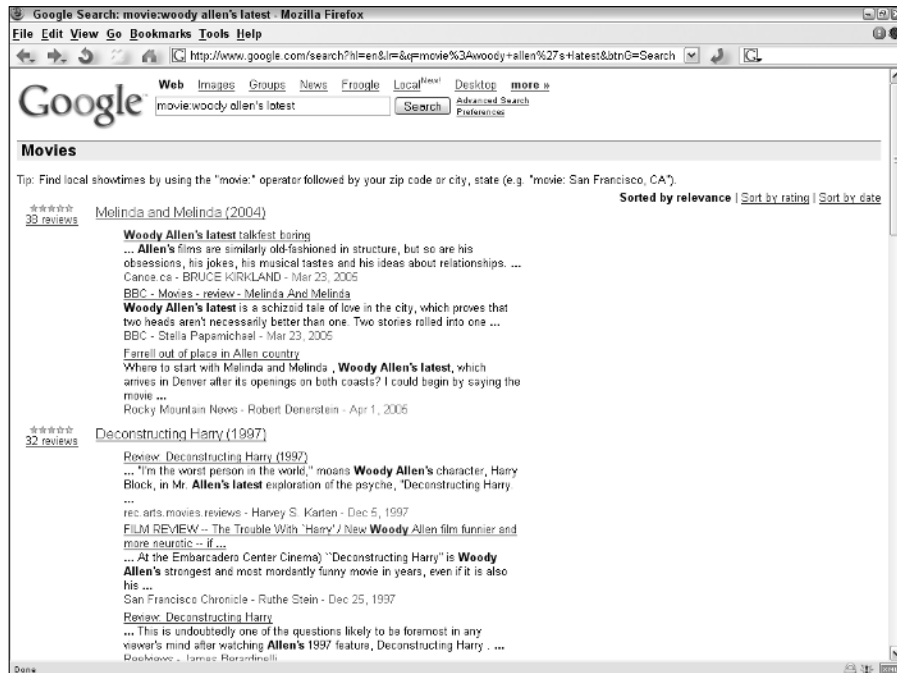 Google Search: movie:woody allen's latest - Mozilla Firefox
File Edit View Go Bookmarks Tools Help
http://www.google.com/search?hl=en&lr=&q=movie%3Awoody+allen%27s+latest&btnG=Search
Web Images Groups News Froogle Local New! Desktop more »
Google
movie:woody allen's latest Search Advanced Search
Preferences
Movies
Tip: Find local showtimes by using the "movie:" operator followed by your zip code or city, state (e.g. "movie: San Francisco, CA").
Sorted by relevance | Sort by rating | Sort by date
38 reviews Melinda and Melinda (2004)
Woody Allen's latest talkfest boring
... Allen's films are similarly old-fashioned in structure, but so are his
obsessions, his jokes, his musical tastes and his ideas about relationships. ...
Canoe.ca - BRUCE KIRKLAND - Mar 23, 2005
BBC - Movies - review - Melinda And Melinda
Woody Allen's latest is a schizoid tale of love in the city, which proves that
two heads aren't necessarily better than one. Two stories rolled into one ...
BBC - Stella Papamichael - Mar 23, 2005
Ferrell out of place in Allen country
Where to start with Melinda and Melinda , Woody Allen's latest, which
arrives in Denver after its openings on both coasts? I could begin by saying the
movie ...
Rocky Mountain News - Robert Denerstein - Apr 1, 2005
32 reviews Deconstructing Harry (1997)
Review: Deconstructing Harry (1997)
... "I'm the worst person in the world," moans Woody Allen's character, Harry
Block, in Mr. Allen's latest exploration of the psyche, "Deconstructing Harry.
...
rec.arts.movies.reviews - Harvey S. Karten - Dec 5, 1997
FILM REVIEW -- The Trouble With `Harry' / New Woody Allen film funnier and
more neurotic -- if ...
... At the Embarcadero Center Cinema) ``Deconstructing Harry'' is Woody
Allen's strongest and most mordantly funny movie in years, even if it is also
his ...
San Francisco Chronicle - Ruthe Stein - Dec 25, 1997
Review: Deconstructing Harry
... This is undoubtedly one of the questions likely to be foremost in any
viewer's mind after watching Allen's 1997 feature, Deconstructing Harry . ...
ReelViews - James Berardinelli
Done